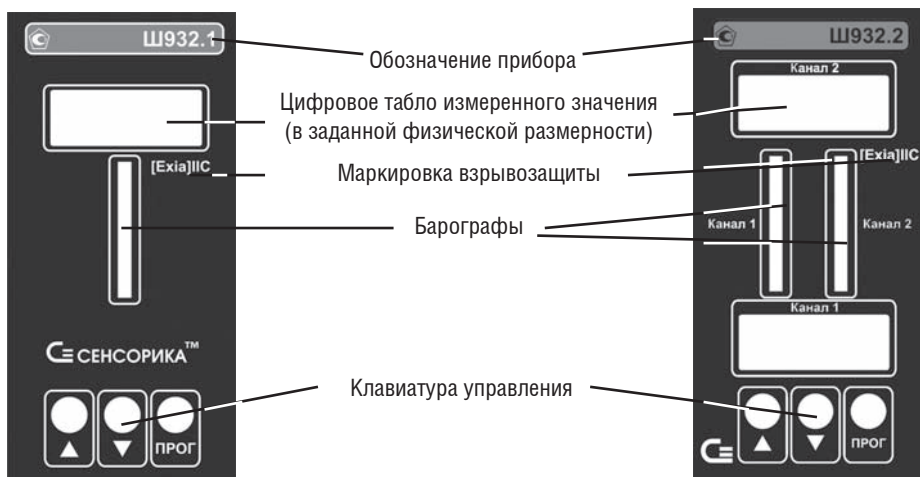 Ш932.1
[Exia]IIC
СЕНСОРИКА™
▲
▼
ПРОГ
Обозначение прибора
Цифровое табло измеренного значения
(в заданной физической размерности)
Маркировка взрывозащиты
Барографы
Клавиатура управления
Ш932.2
Канал 2
[Exia]IIC
Канал 1
Канал 2
Канал 1
▲
▼
ПРОГ